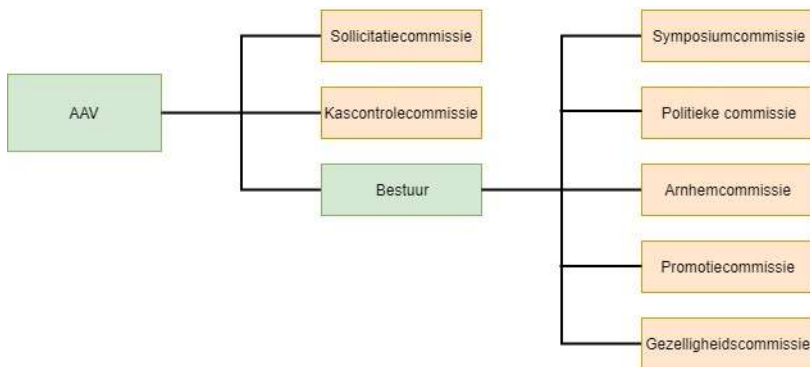 AAV
Sollicitatiecommissie
Kascontrolecommissie
Bestuur
Symposiumcommissie
Politieke commissie
Arnhemcommissie
Promotiecommissie
Gezelligheidscommissie